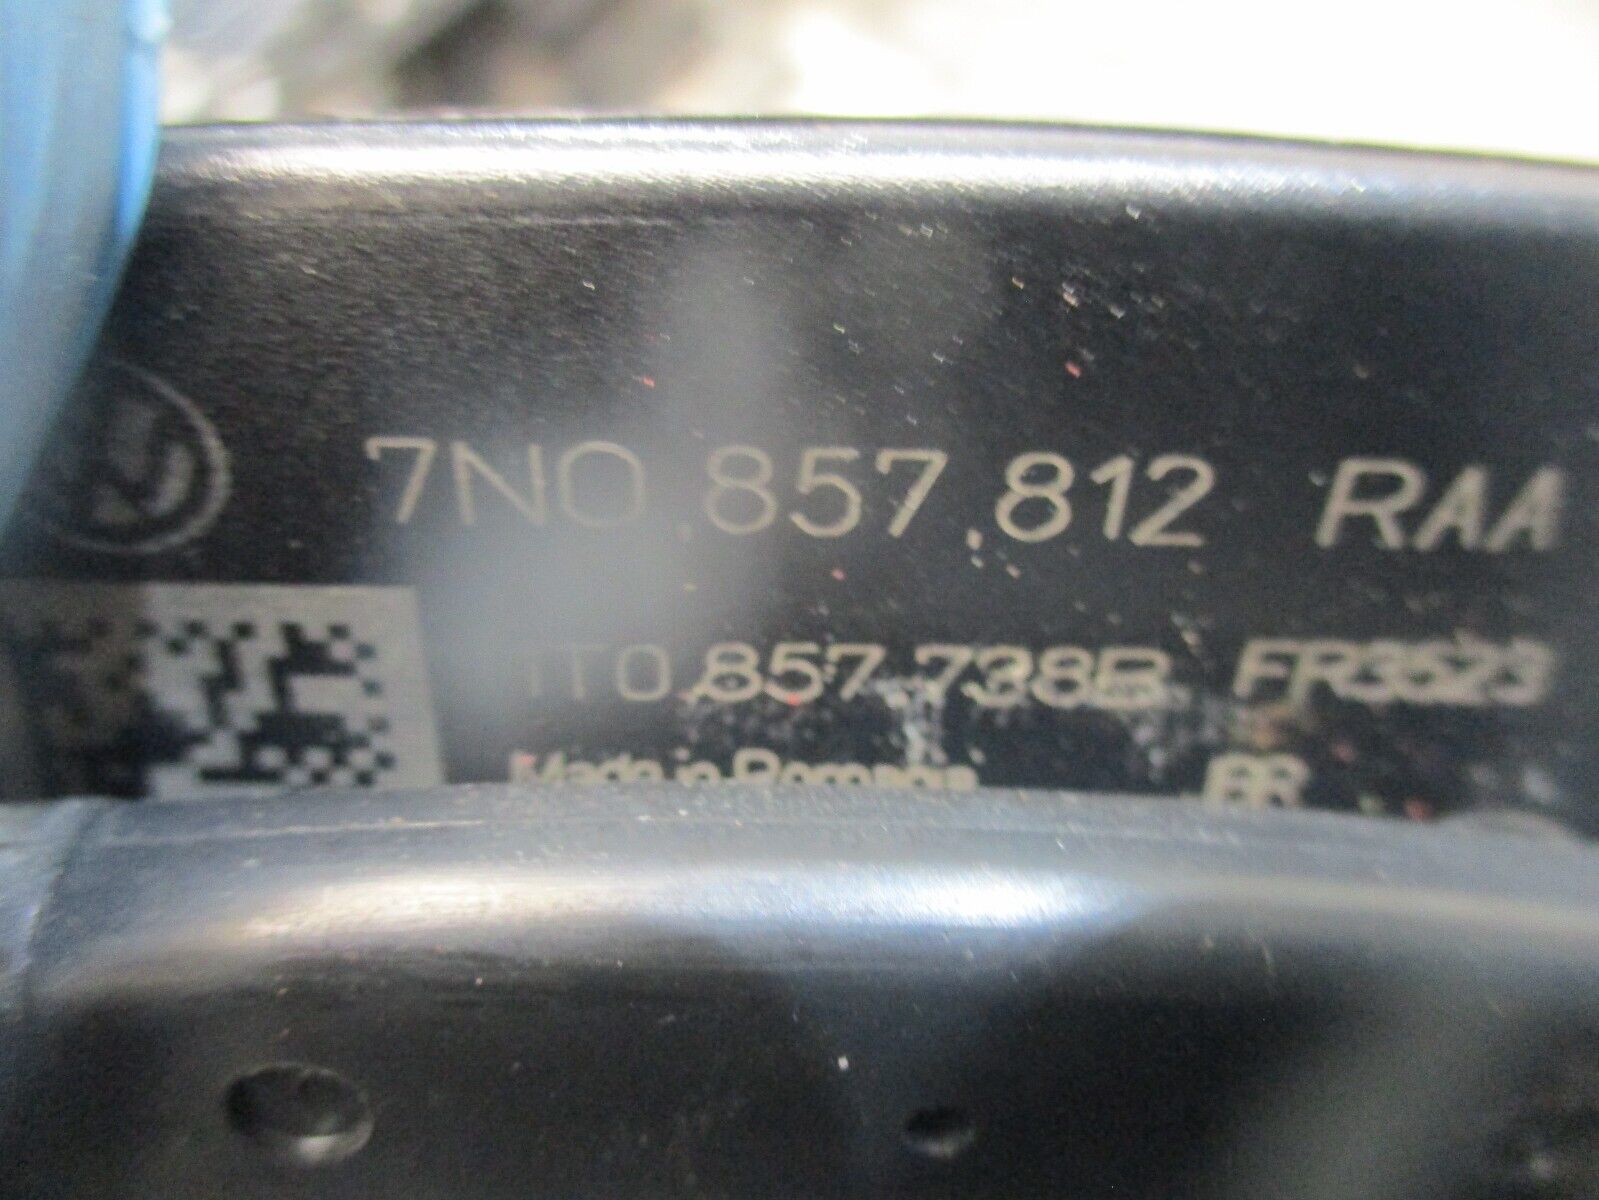 7N0.857.812 RAA
1T0.857.738B FR3523
Made in Romania